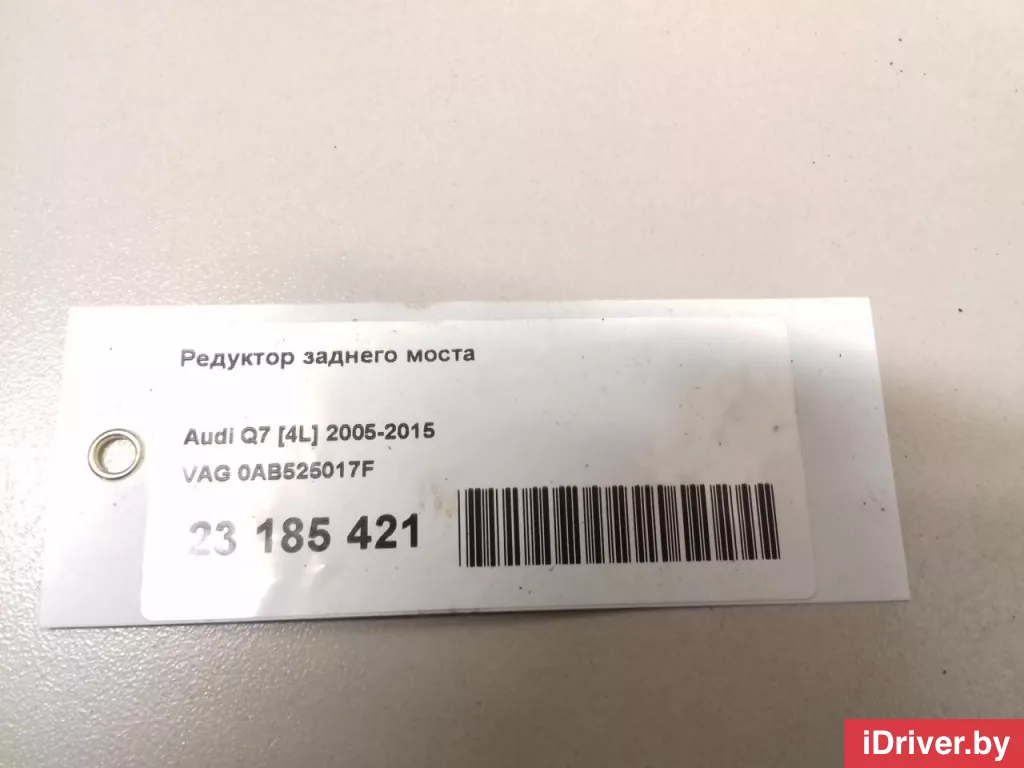 Редуктор заднего моста
Audi Q7 [4L] 2005-2015
VAG 0AB525017F
23 185 421
iDriver.by